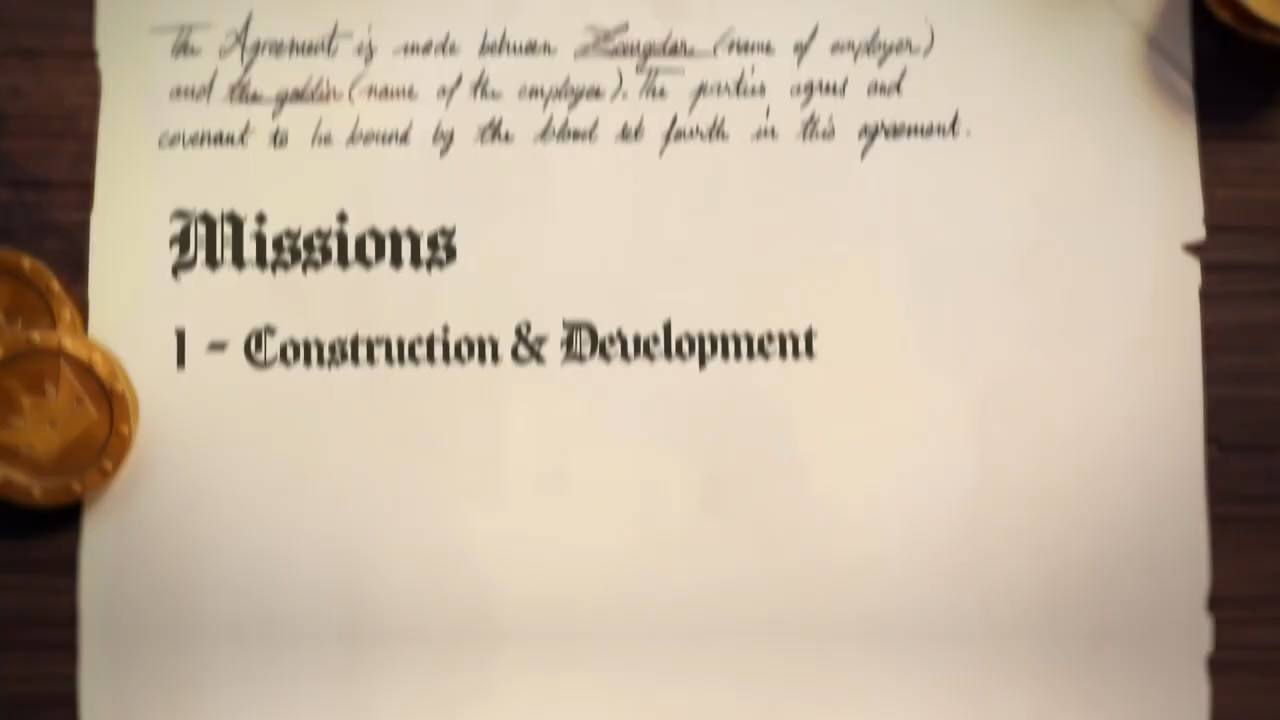 The Agreement is made between Zangdar (name of employer)
and the goblin (name of the employee). The parties agrees and
covenant to be bound by the blood set fourth in this agreement.
Missions
1 - Construction & Development